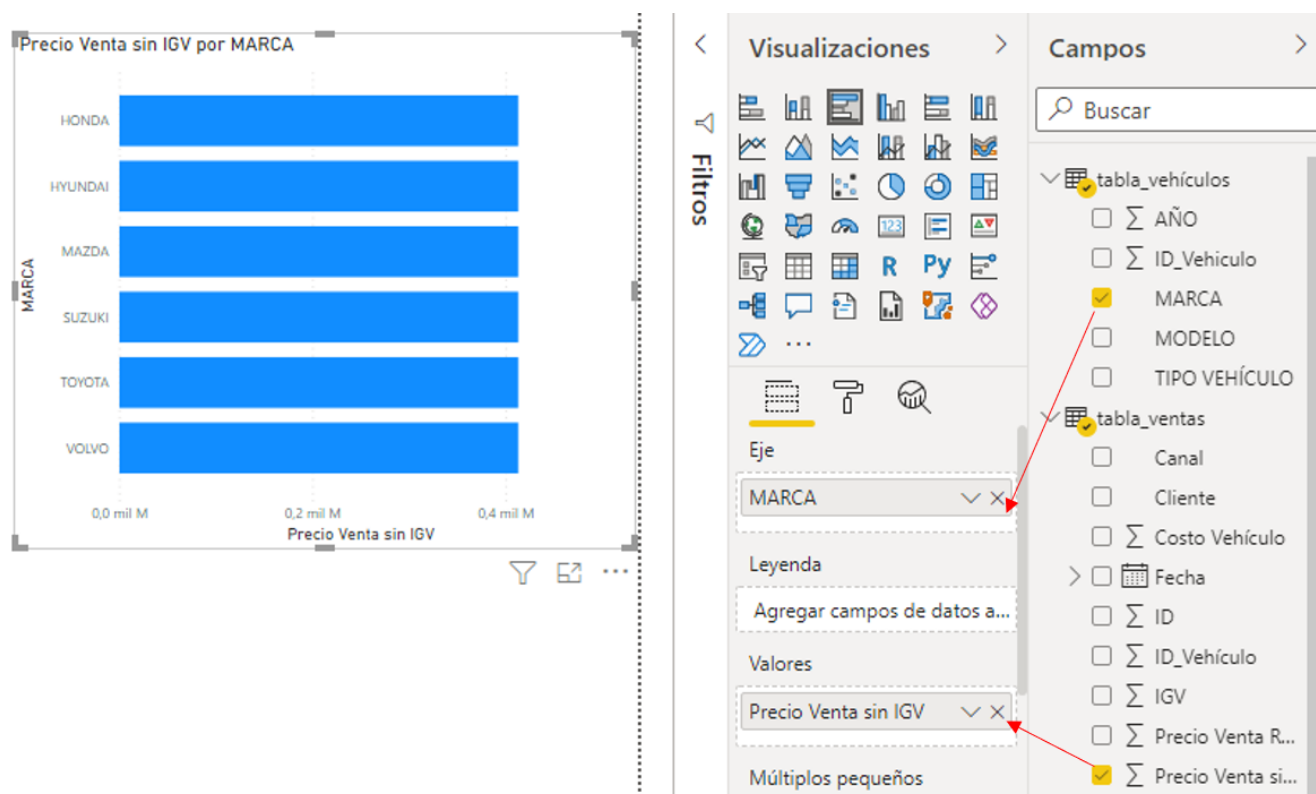 Precio Venta sin IGV por MARCA
HONDA
HYUNDAI
MAZDA
SUZUKI
TOYOTA
VOLVO
MARCA
0,0 mil M
0,2 mil M
0,4 mil M
Precio Venta sin IGV
Filtros
Visualizaciones
123
R
Py
Eje
MARCA
Leyenda
Agregar campos de datos a...
Valores
Precio Venta sin IGV
Múltiplos pequeños
Campos
Buscar
tabla_vehículos
AÑO
ID_Vehiculo
MARCA
MODELO
TIPO VEHÍCULO
tabla_ventas
Canal
Cliente
Costo Vehículo
Fecha
ID
ID_Vehículo
IGV
Precio Venta R...
Precio Venta si...